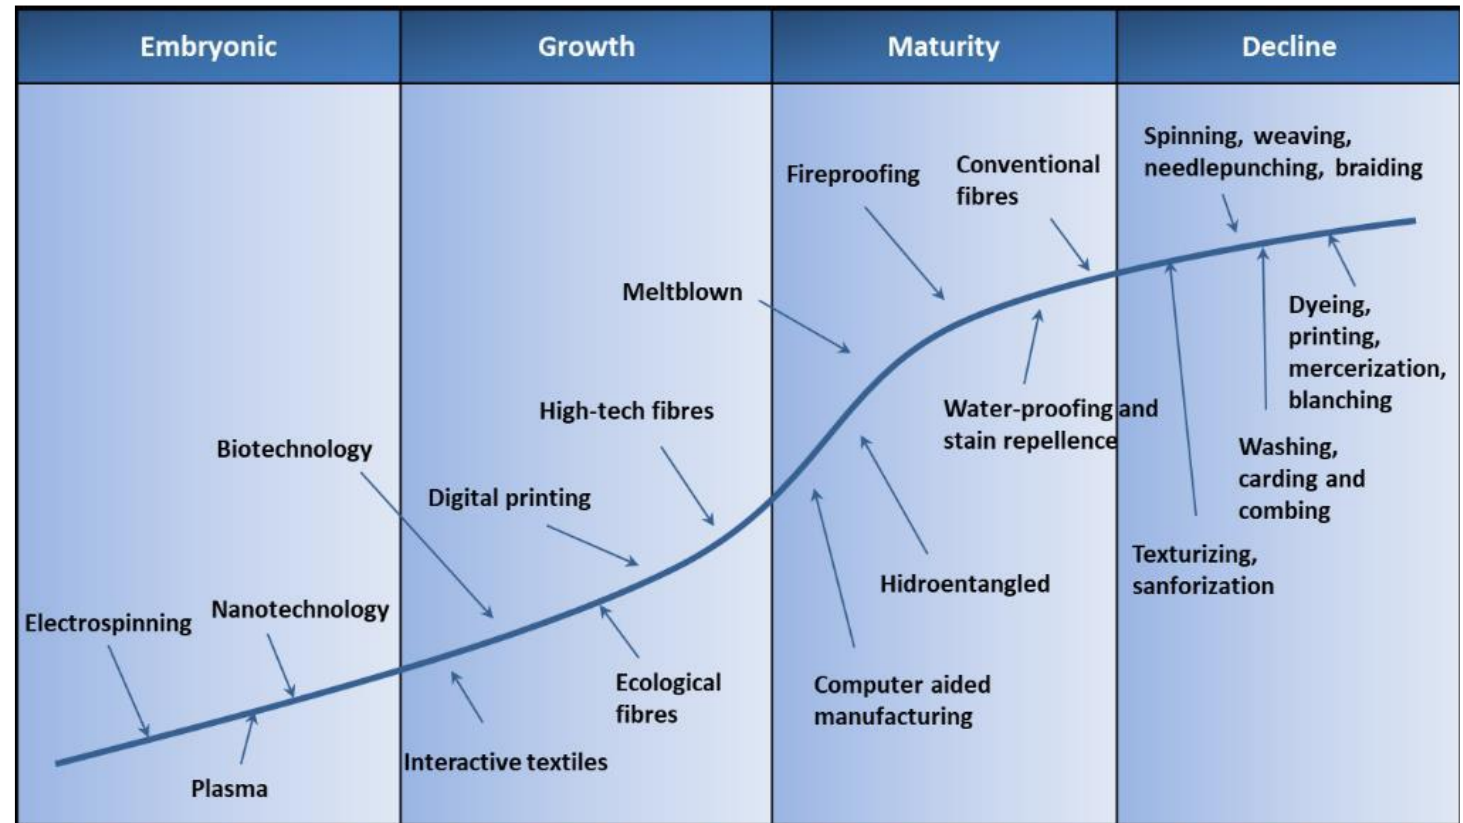 Embryonic
Growth
Maturity
Decline
Spinning, weaving,
needlepunching, braiding
Fireproofing
Conventional
fibres
Meltblown
Dyeing,
printing,
mercerization,
blanching
High-tech fibres
Water-proofing and
stain repellence
Biotechnology
Washing,
carding and
combing
Digital printing
Texturizing,
sanforization
Hidroentangled
Electrospinning
Nanotechnology
Ecological
fibres
Computer aided
manufacturing
Interactive textiles
Plasma